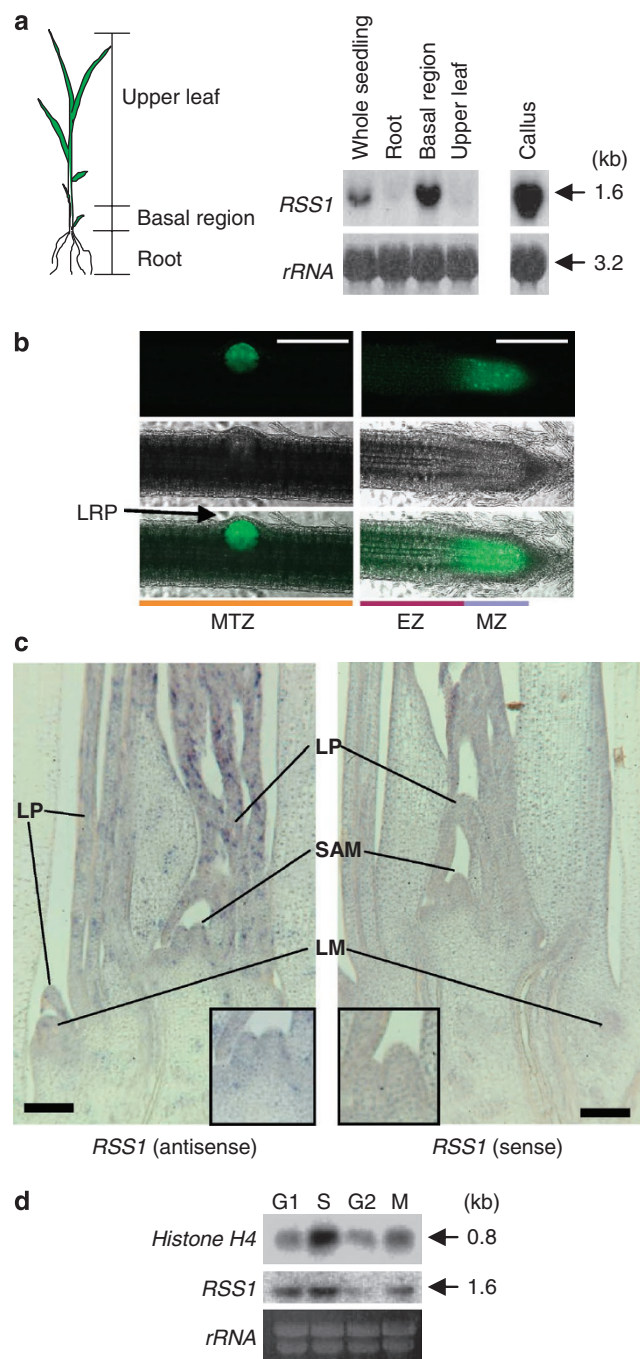 a
Upper leaf
Basal region
Root
Whole seedling
Root
Basal region
Upper leaf
Callus
(kb)
RSS1
1.6
rRNA
3.2
b
LRP
MTZ
EZ
MZ
c
LP
LP
SAM
LM
RSS1 (antisense)
RSS1 (sense)
d
G1 S G2 M (kb)
Histone H4
0.8
RSS1
1.6
rRNA